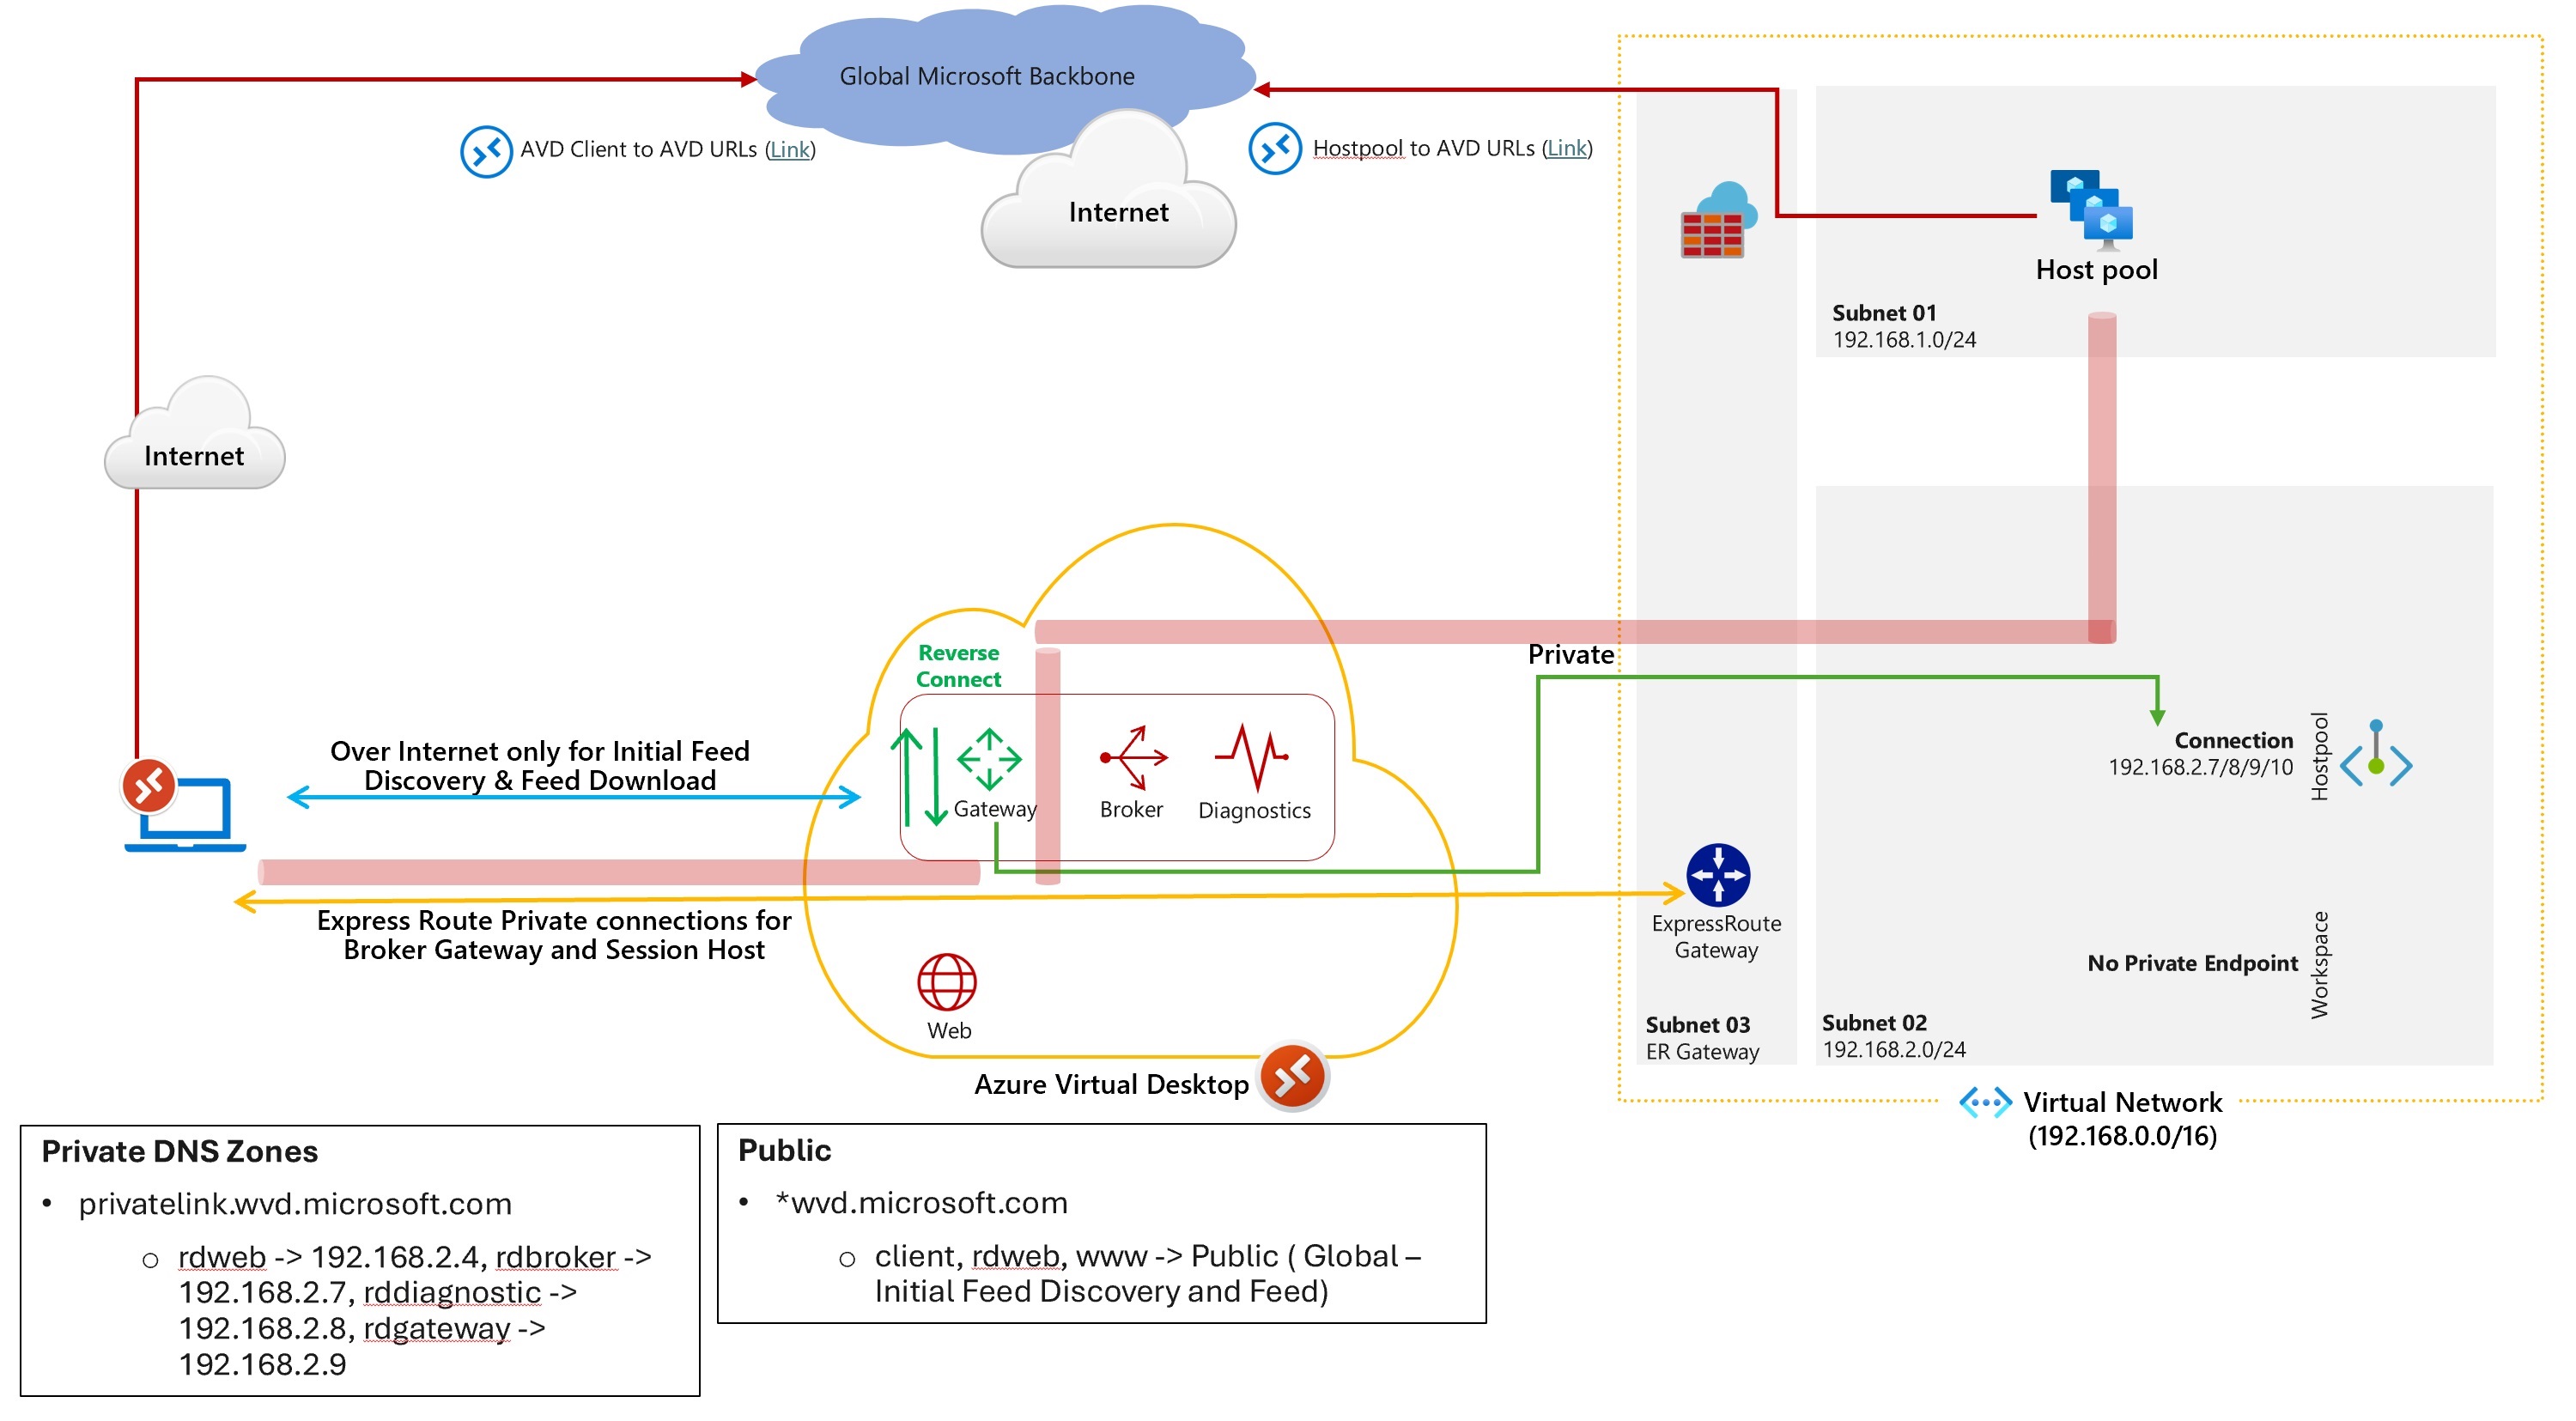 Global Microsoft Backbone
AVD Client to AVD URLs (Link)
Hostpool to AVD URLs (Link)
Internet
Host pool
Subnet 01
192.168.1.0/24
Internet
Reverse
Connect
Private
Over Internet only for Initial Feed
Discovery & Feed Download
Gateway
Broker
Diagnostics
Connection
192.168.2.7/8/9/10
Hostpool
Express Route Private connections for
Broker Gateway and Session Host
ExpressRoute
Gateway
No Private Endpoint
Workspace
Web
Subnet 03
ER Gateway
Subnet 02
192.168.2.0/24
Azure Virtual Desktop
Virtual Network
(192.168.0.0/16)
Private DNS Zones
• privatelink.wvd.microsoft.com
o rdweb -> 192.168.2.4, rdbroker ->
192.168.2.7, rddiagnostic ->
192.168.2.8, rdgateway ->
192.168.2.9
Public
• *wvd.microsoft.com
o client, rdweb, www -> Public ( Global –
Initial Feed Discovery and Feed)